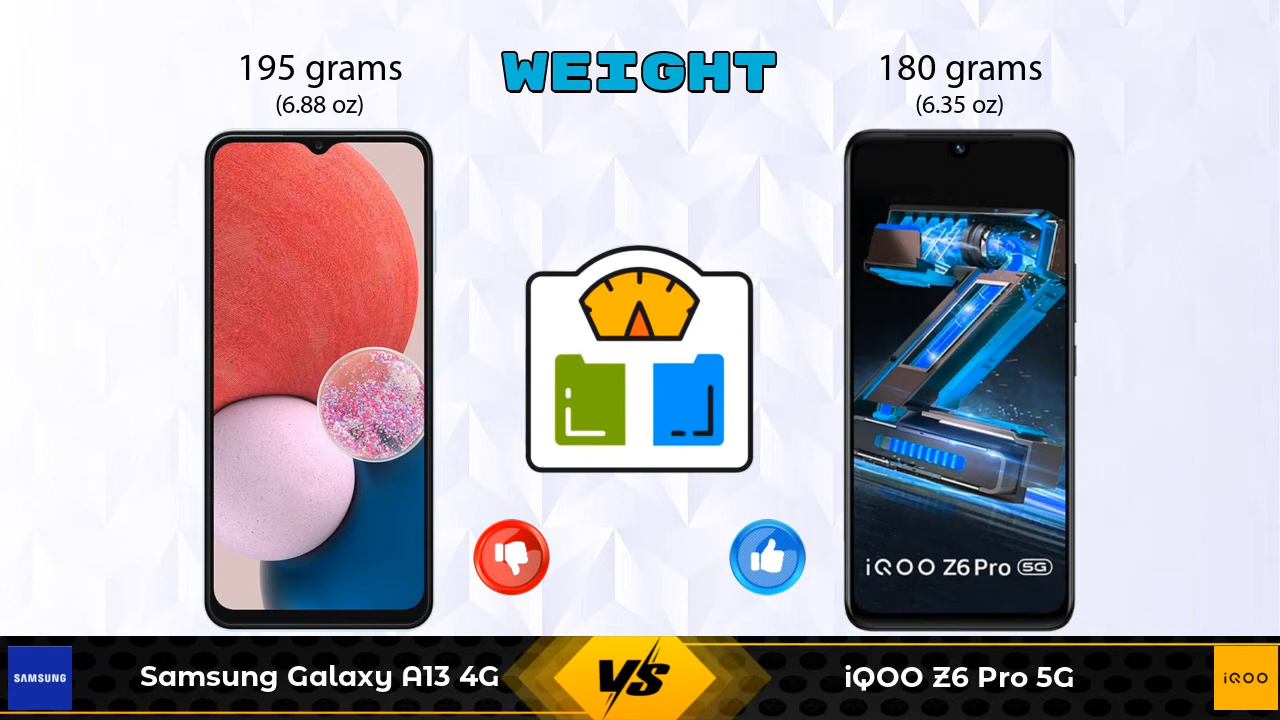 WEIGHT
195 grams
(6.88 oz)
180 grams
(6.35 oz)
iQOO Z6 Pro 5G
SAMSUNG
Samsung Galaxy A13 4G
VS
iQOO Z6 Pro 5G
iQOO